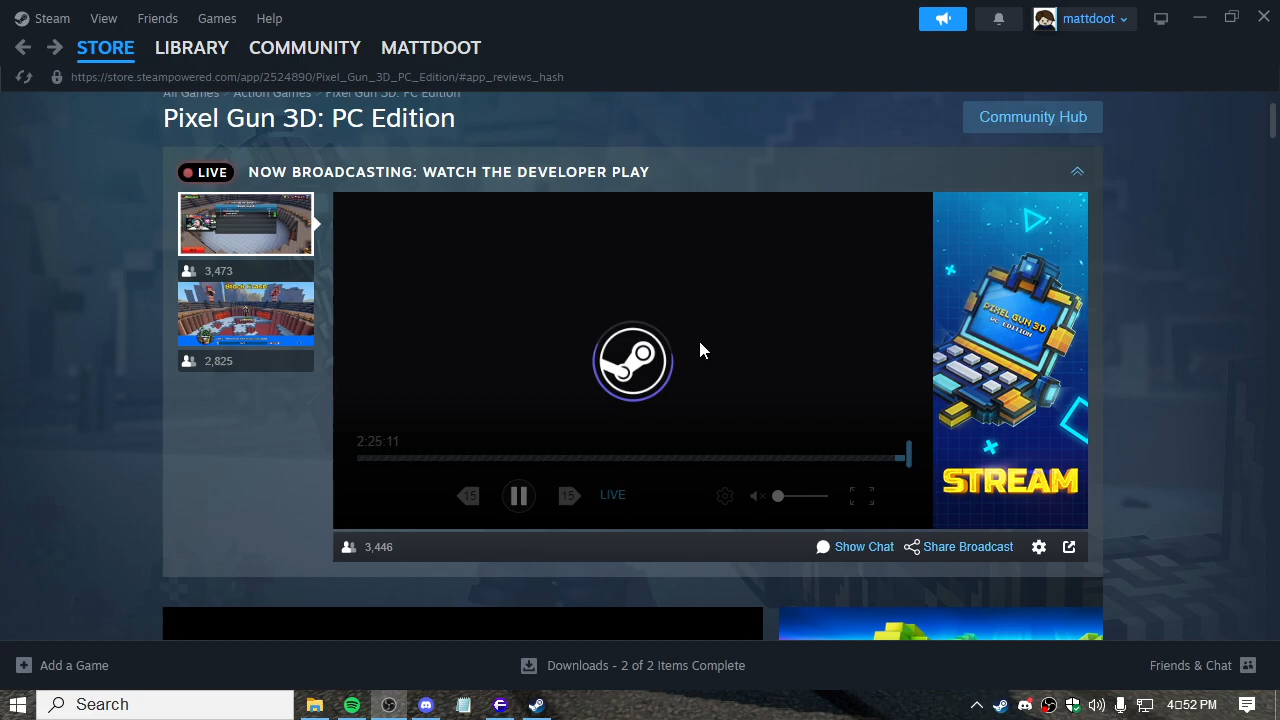 Steam View Friends Games Help mattdoot
STORE LIBRARY COMMUNITY MATTDOOT
https://store.steampowered.com/app/2524890/Pixel_Gun_3D_PC_Edition/#app_reviews_hash
All Games > Action Games > Pixel Gun 3D: PC Edition
Pixel Gun 3D: PC Edition
Community Hub
LIVE NOW BROADCASTING: WATCH THE DEVELOPER PLAY
3,473
2,825
2:25:11
15 15 LIVE
PIXEL GUN 3D
PC EDITION
STREAM
3,446 Show Chat Share Broadcast
Add a Game Downloads - 2 of 2 Items Complete Friends & Chat
Search 4:52 PM